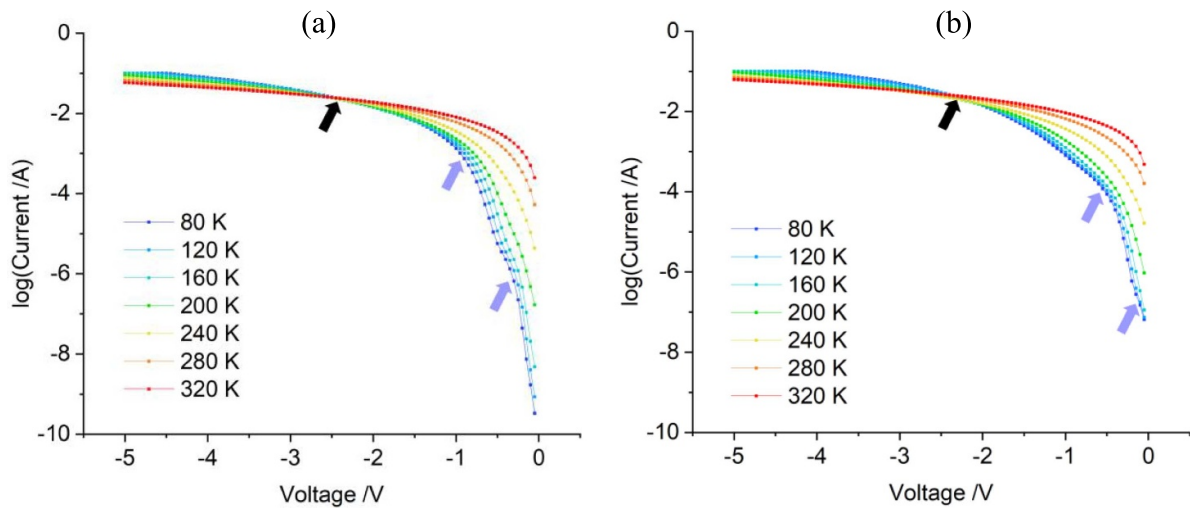 (a)
0
-2
-4
-6
-8
-10
log(Current /A)
80 K
120 K
160 K
200 K
240 K
280 K
320 K
-5
-4
-3
-2
-1
0
Voltage /V
(b)
0
-2
-4
-6
-8
-10
log(Current /A)
80 K
120 K
160 K
200 K
240 K
280 K
320 K
-5
-4
-3
-2
-1
0
Voltage /V